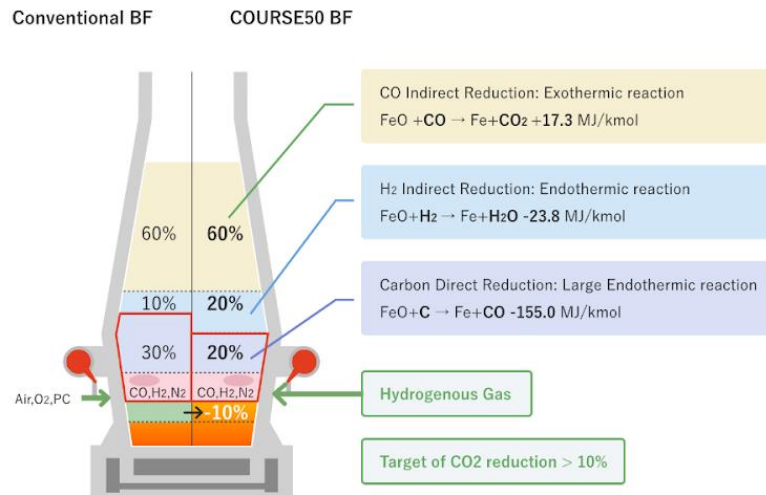 Conventional BF
COURSE50 BF
CO Indirect Reduction: Exothermic reaction
FeO +CO → Fe+CO₂ +17.3 MJ/kmol
H₂ Indirect Reduction: Endothermic reaction
FeO+H₂ → Fe+H₂O -23.8 MJ/kmol
60% 60%
10% 20%
Carbon Direct Reduction: Large Endothermic reaction
FeO+C → Fe+CO -155.0 MJ/kmol
30% 20%
CO,H₂,N₂ CO,H₂,N₂
Air,O₂,PC
Hydrogenous Gas
→-10%
Target of CO2 reduction > 10%